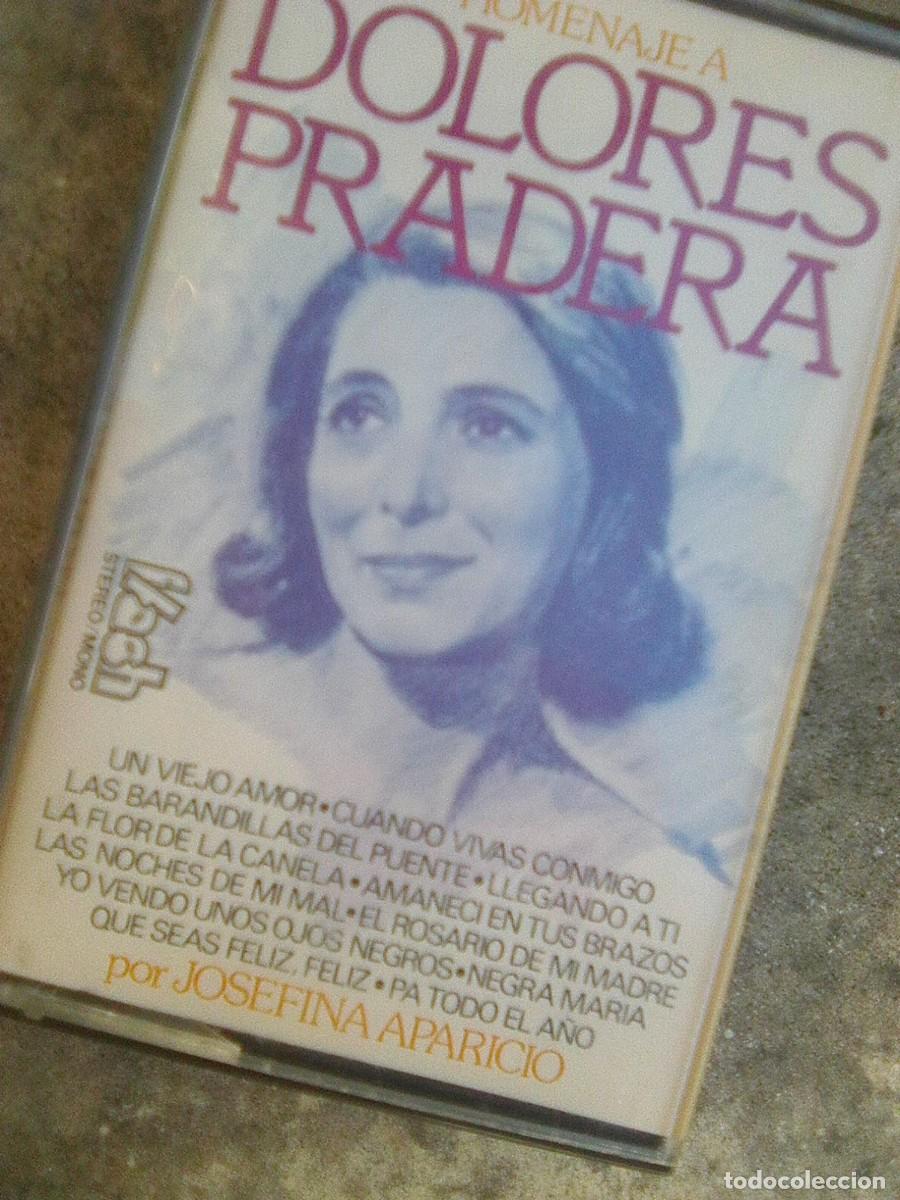 HOMENAJE A
DOLORES
PRADERA
STEREO / MONO
UN VIEJO AMOR • CUANDO VIVAS CONMIGO
LAS BARANDILLAS DEL PUENTE • LLEGANDO A TI
LA FLOR DE LA CANELA • AMANECI EN TUS BRAZOS
LAS NOCHES DE MI MAL • EL ROSARIO DE MI MADRE
YO VENDO UNOS OJOS NEGROS • NEGRA MARIA
QUE SEAS FELIZ, FELIZ • PA TODO EL AÑO
por JOSEFINA APARICIO
todocoleccion